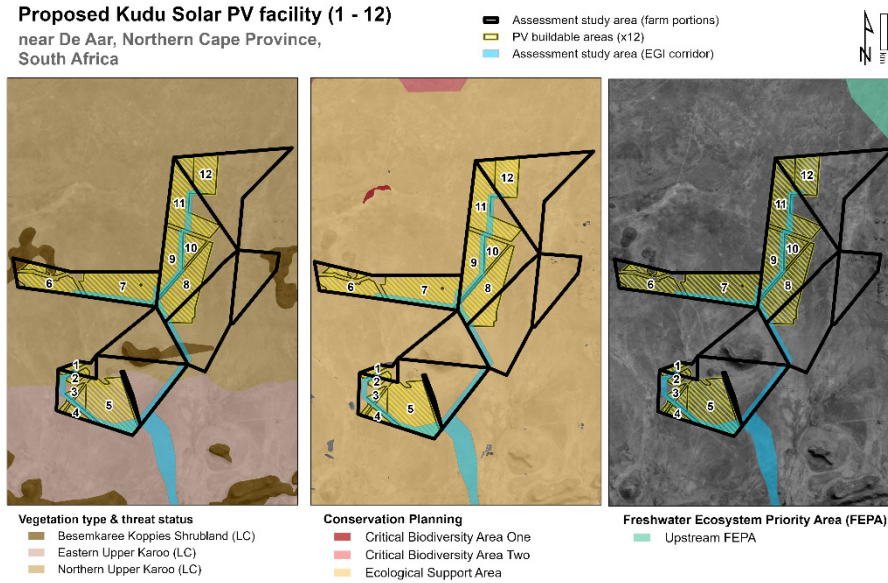 Proposed Kudu Solar PV facility (1 - 12)
near De Aar, Northern Cape Province,
South Africa
Assessment study area (farm portions)
PV buildable areas (x12)
Assessment study area (EGI corridor)
N
km
12
11
10
9
8
7
6
1
2
3
4
5
12
11
10
9
8
7
6
1
2
3
4
5
12
11
10
9
8
7
6
1
2
3
4
5
Vegetation type & threat status
Besemkaree Koppies Shrubland (LC)
Eastern Upper Karoo (LC)
Northern Upper Karoo (LC)
Conservation Planning
Critical Biodiversity Area One
Critical Biodiversity Area Two
Ecological Support Area
Freshwater Ecosystem Priority Area (FEPA)
Upstream FEPA